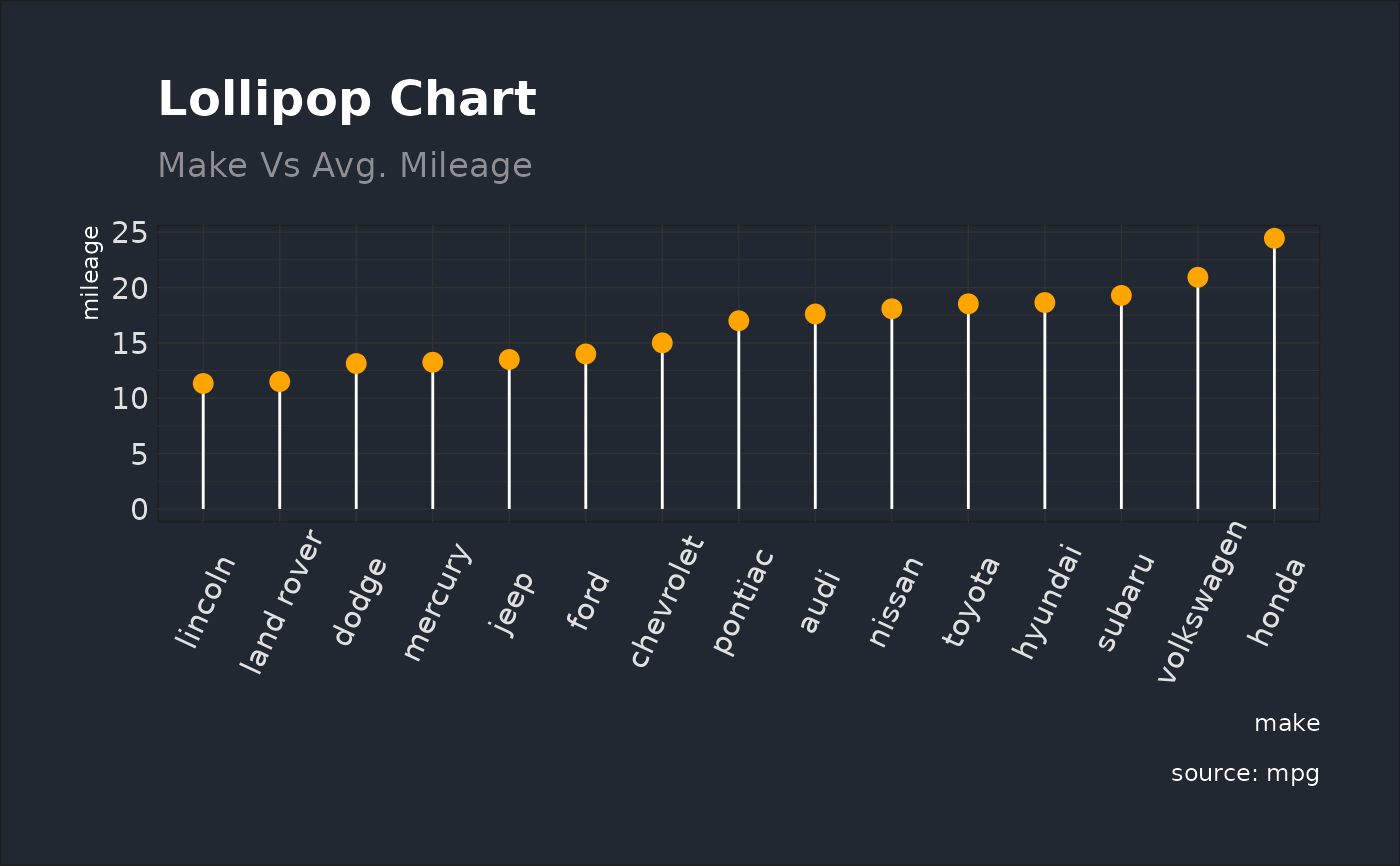 Lollipop Chart
Make Vs Avg. Mileage
mileage
25
20
15
10
5
0
lincoln
land rover
dodge
mercury
jeep
ford
chevrolet
pontiac
audi
nissan
toyota
hyundai
subaru
volkswagen
honda
make
source: mpg